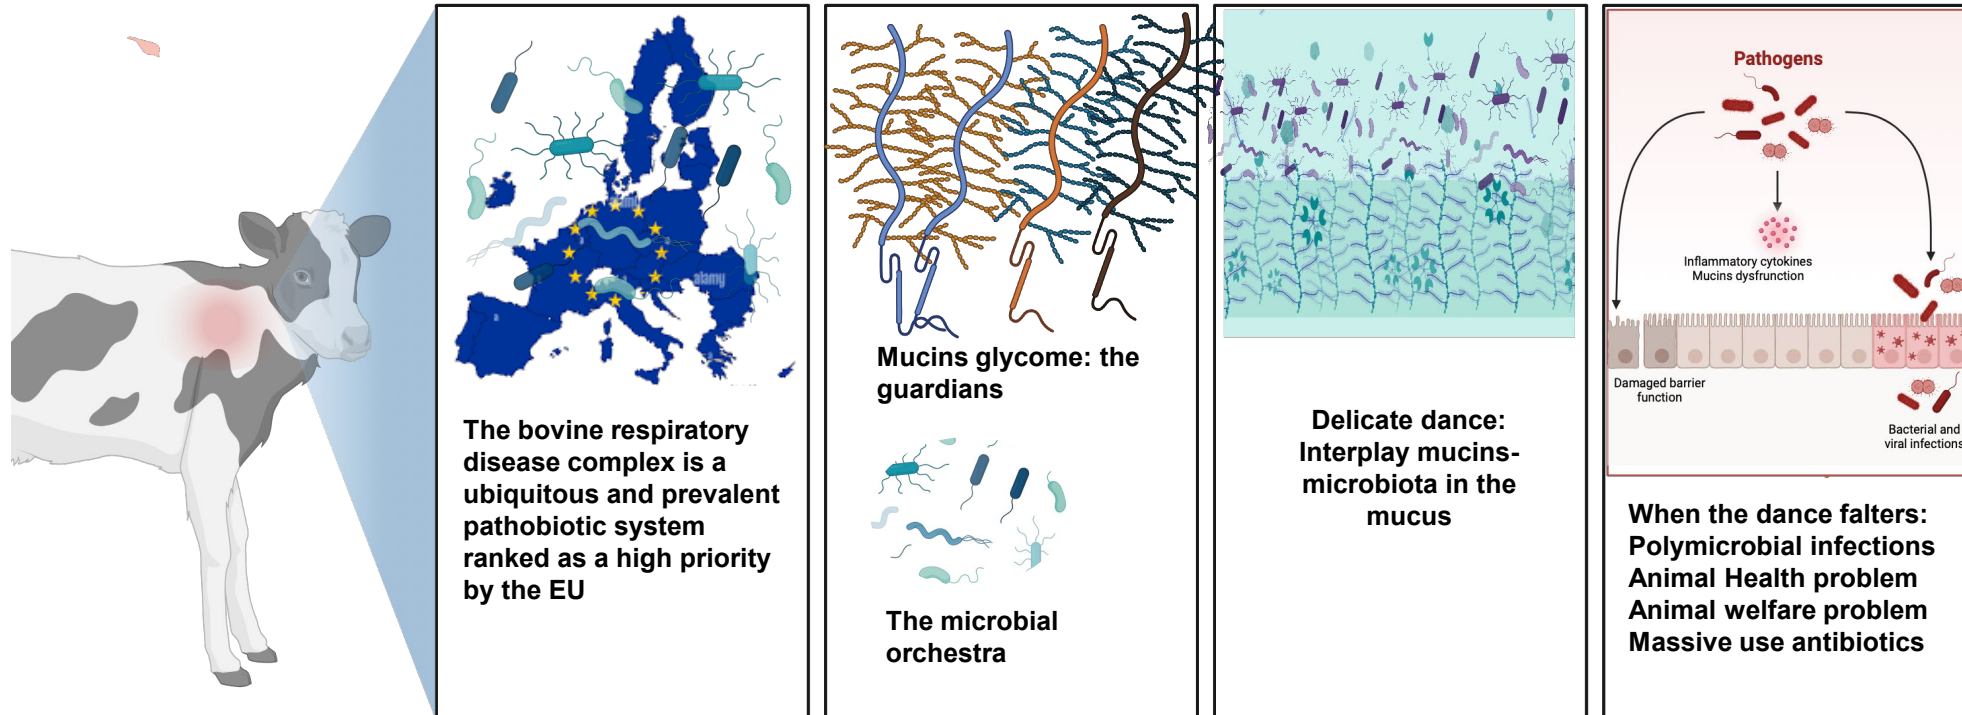 The bovine respiratory
disease complex is a
ubiquitous and prevalent
pathobiotic system
ranked as a high priority
by the EU
alamy
Mucins glycome: the
guardians
The microbial
orchestra
Delicate dance:
Interplay mucins-
microbiota in the
mucus
Pathogens
Inflammatory cytokines
Mucins dysfrunction
Damaged barrier
function
Bacterial and
viral infections
When the dance falters:
Polymicrobial infections
Animal Health problem
Animal welfare problem
Massive use antibiotics